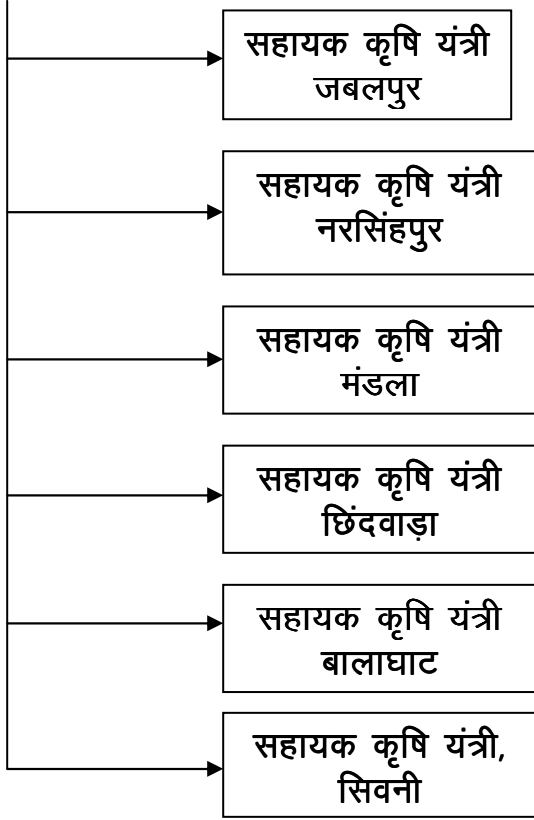 सहायक कृषि यंत्री
जबलपुर
सहायक कृषि यंत्री
नरसिंहपुर
सहायक कृषि यंत्री
मंडला
सहायक कृषि यंत्री
छिंदवाड़ा
सहायक कृषि यंत्री
बालाघाट
सहायक कृषि यंत्री,
सिवनी